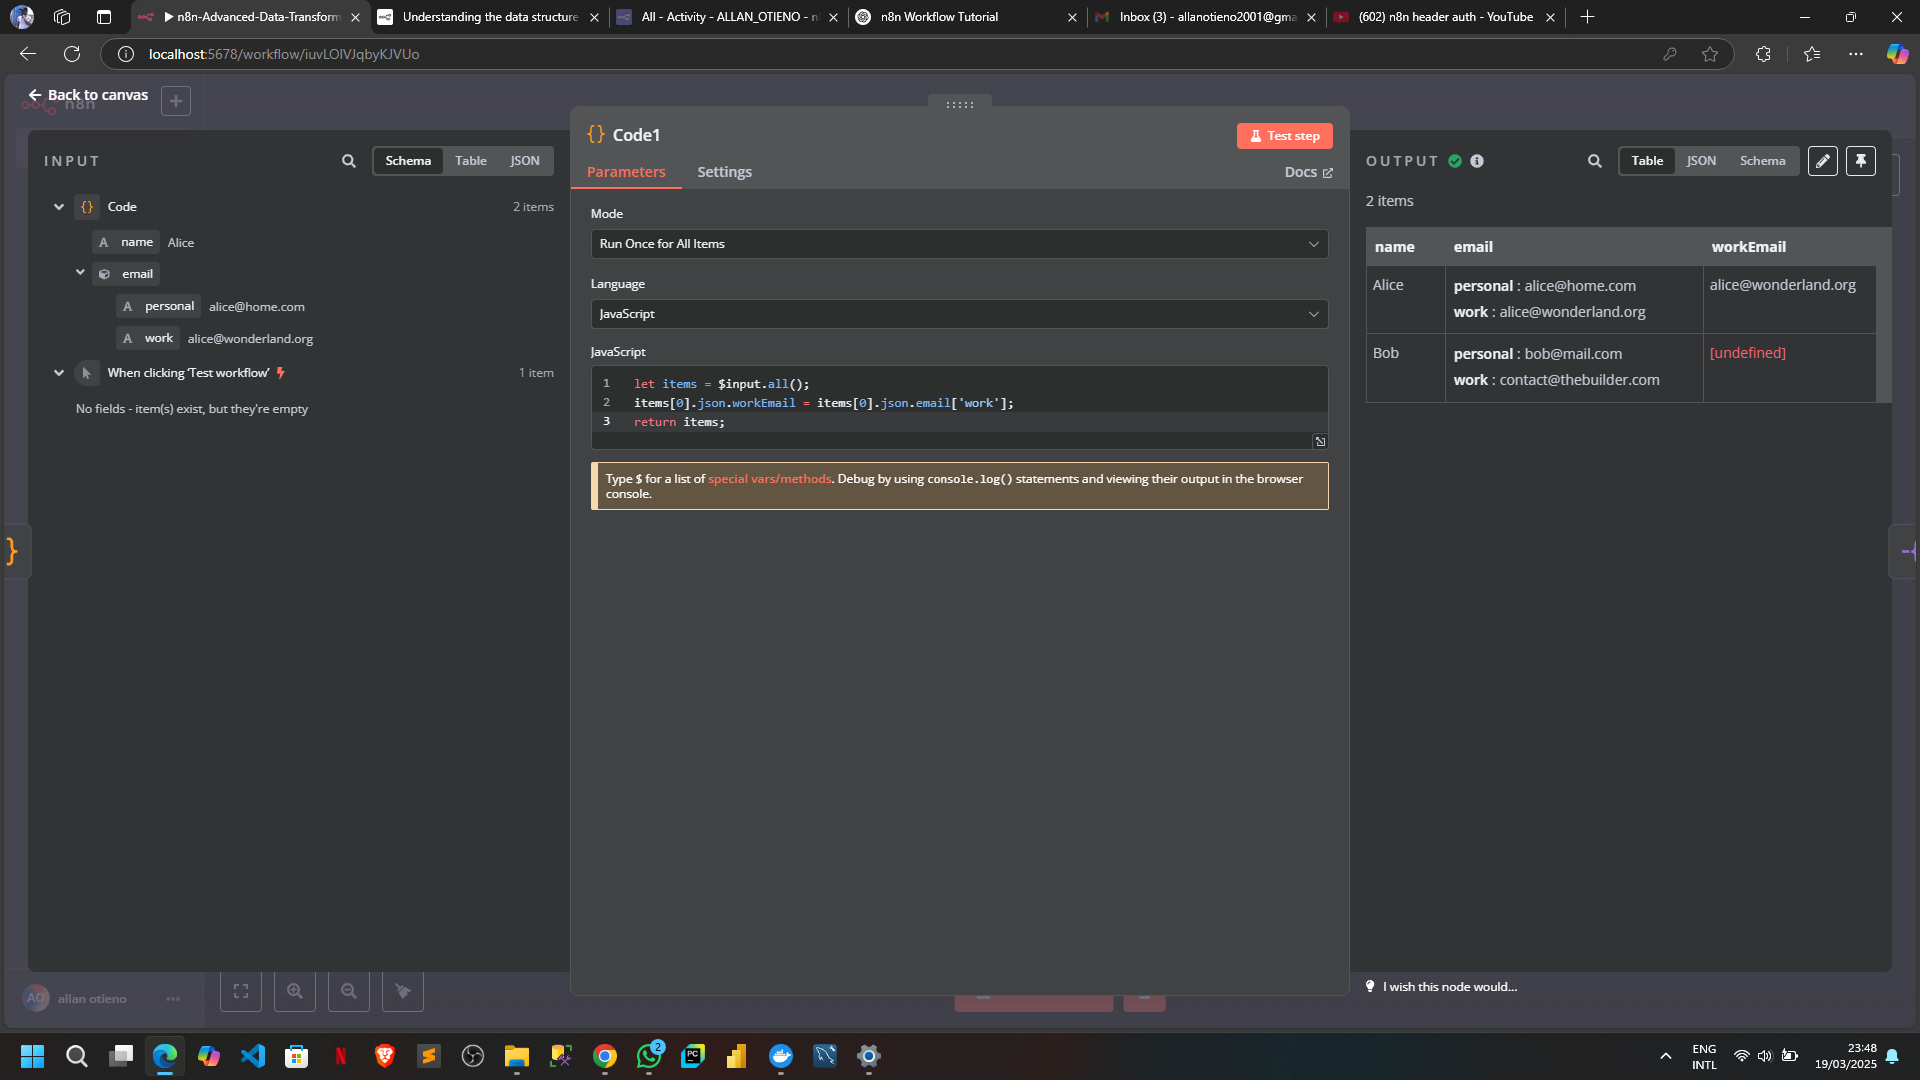 n8n-Advanced-Data-Transform
Understanding the data structure
All - Activity - ALLAN_OTIENO - n
n8n Workflow Tutorial
Inbox (3) - allanotieno2001@gma
(602) n8n header auth - YouTube
localhost:5678/workflow/iuvLOIVJqbyKJVUo
Back to canvas
n8n
Code1
Test step
INPUT
Schema
Table
JSON
Parameters
Settings
Docs
OUTPUT
Table
JSON
Schema
Code
2 items
A name Alice
email
A personal alice@home.com
A work alice@wonderland.org
When clicking ‘Test workflow’
1 item
No fields - item(s) exist, but they're empty
Mode
Run Once for All Items
Language
JavaScript
JavaScript
1 let items = $input.all();
2 items[0].json.workEmail = items[0].json.email['work'];
3 return items;
Type $ for a list of special vars/methods. Debug by using console.log() statements and viewing their output in the browser
console.
2 items
name email workEmail
Alice personal : alice@home.com alice@wonderland.org
work : alice@wonderland.org
Bob personal : bob@mail.com [undefined]
work : contact@thebuilder.com
I wish this node would...
AO allan otieno
2
PC
ENG
INTL
23:48
19/03/2025